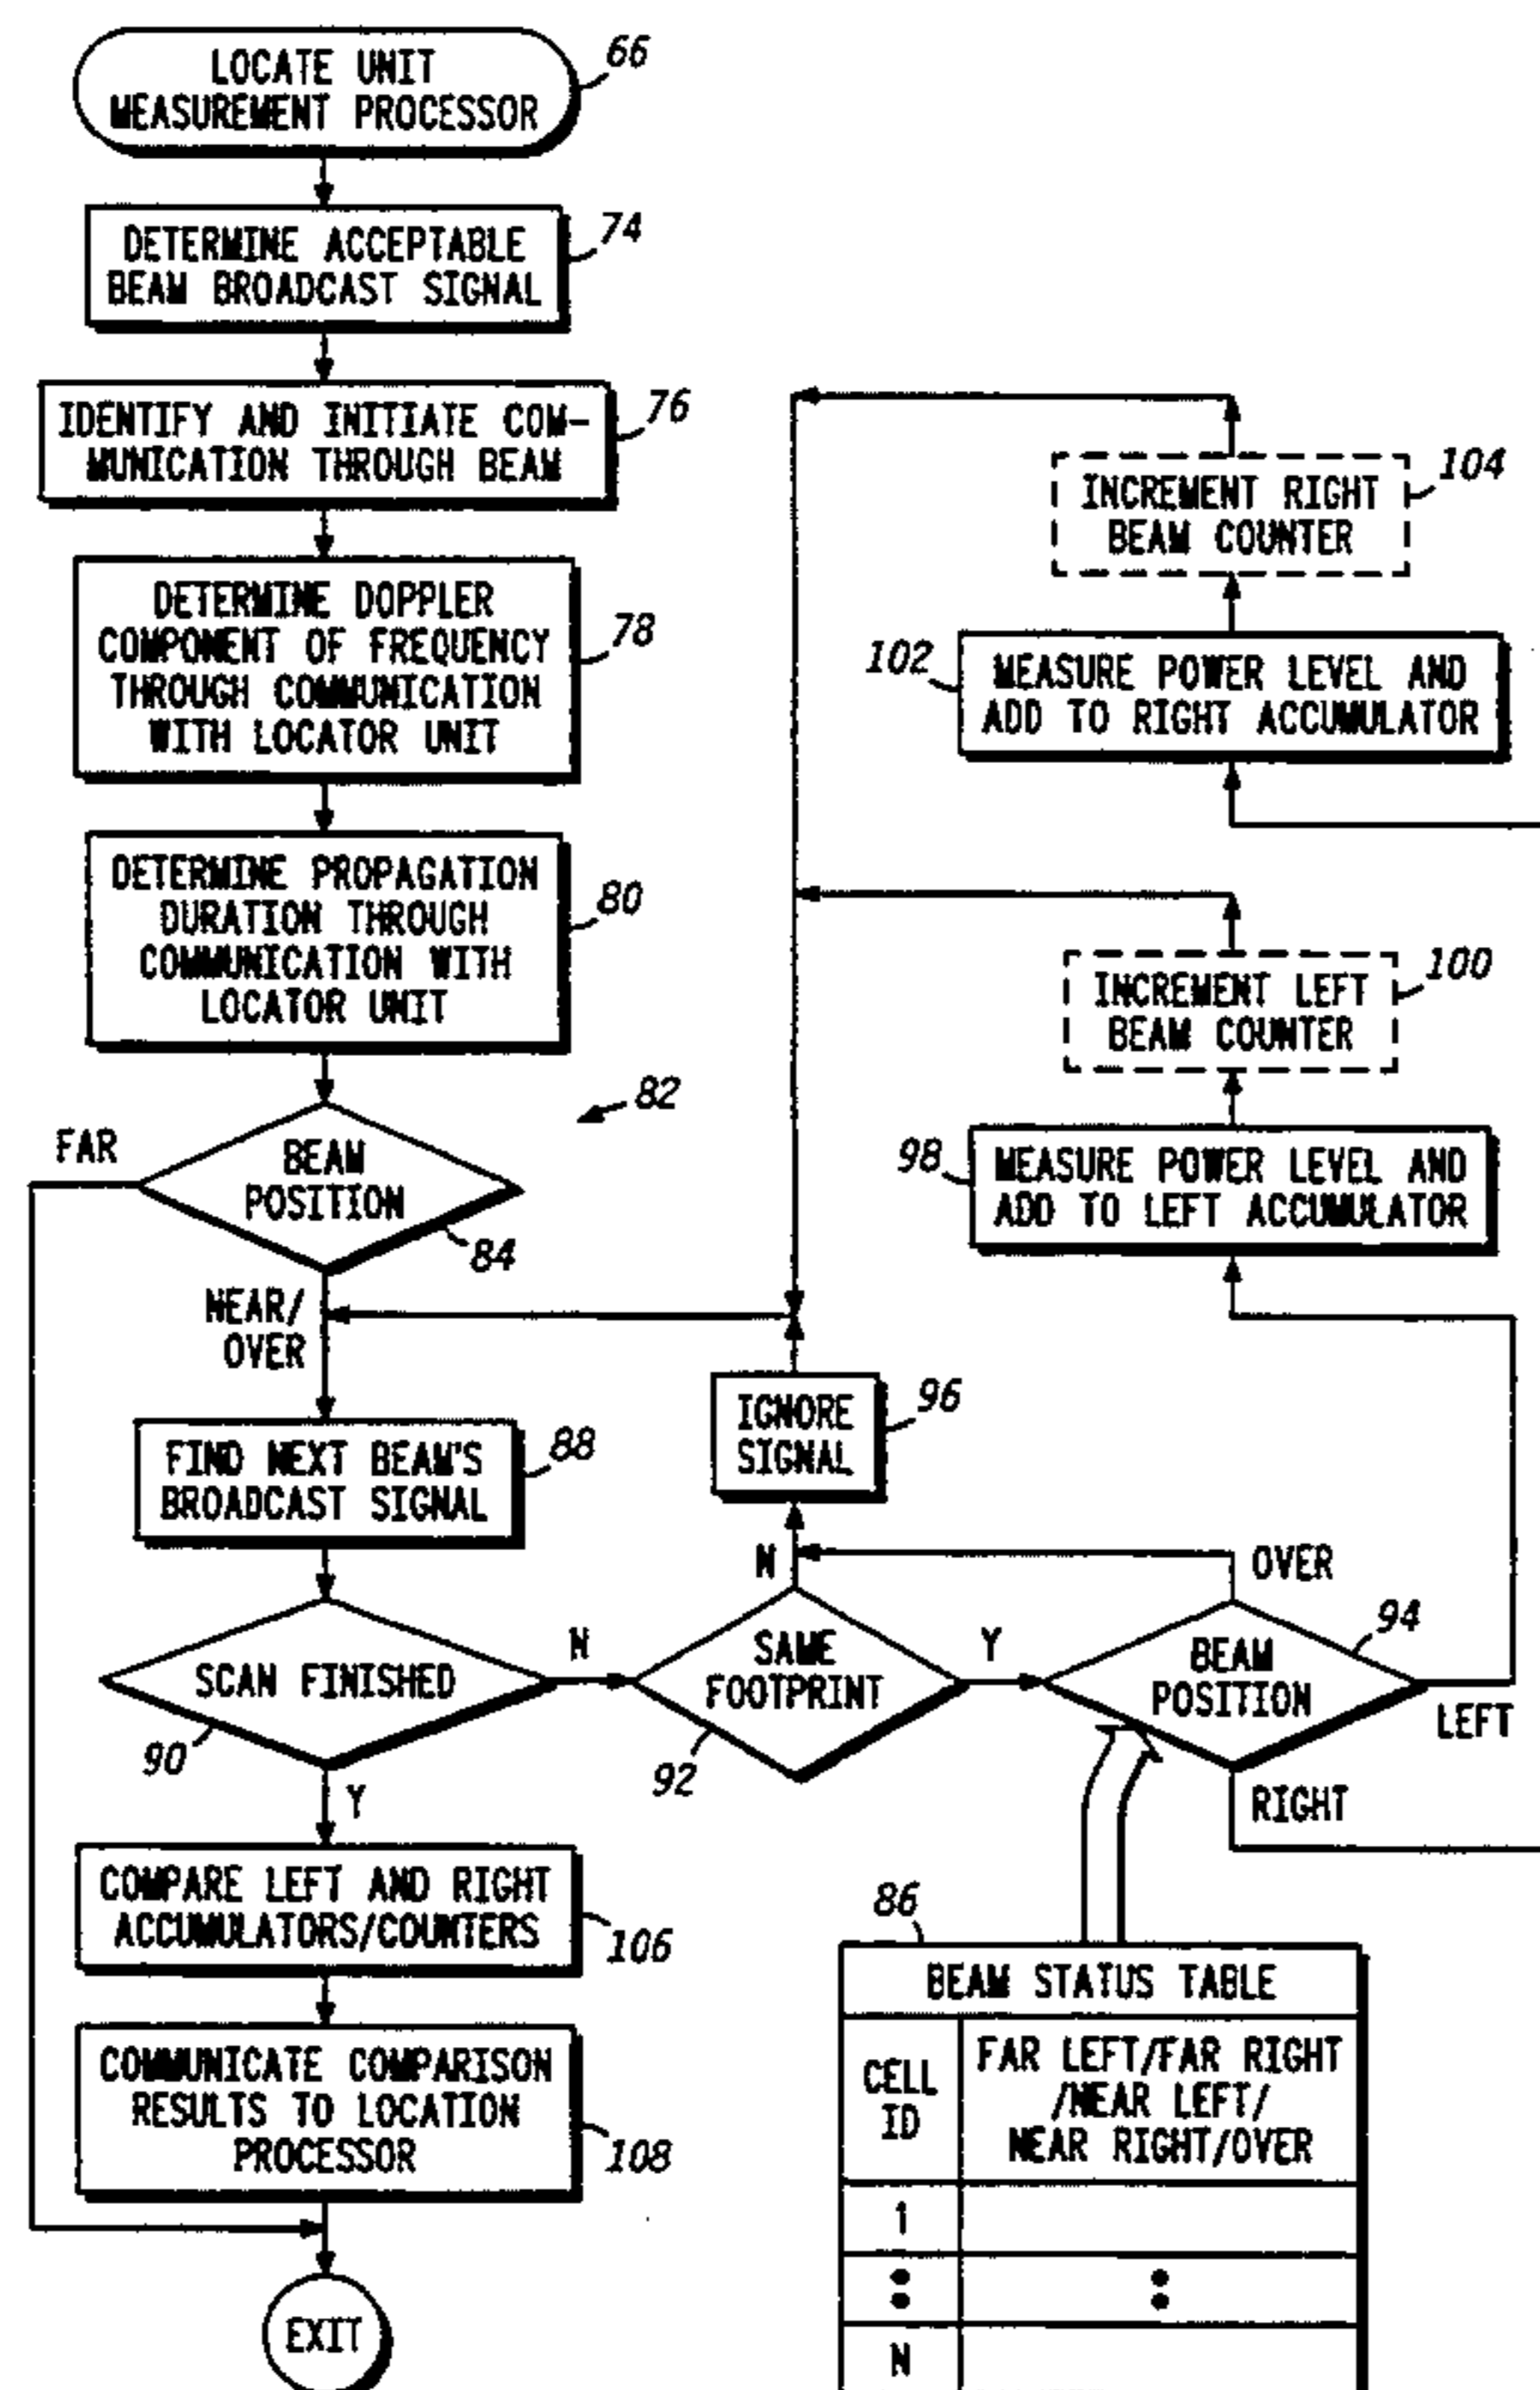 LOCATE UNIT
MEASUREMENT PROCESSOR
66
DETERMINE ACCEPTABLE
BEAM BROADCAST SIGNAL
74
IDENTIFY AND INITIATE COM-
MUNICATION THROUGH BEAM
76
DETERMINE DOPPLER
COMPONENT OF FREQUENCY
THROUGH COMMUNICATION
WITH LOCATOR UNIT
78
DETERMINE PROPAGATION
DURATION THROUGH
COMMUNICATION WITH
LOCATOR UNIT
80
82
FAR
BEAM
POSITION
84
NEAR/
OVER
FIND NEXT BEAM'S
BROADCAST SIGNAL
88
SCAN FINISHED
90
N
Y
COMPARE LEFT AND RIGHT
ACCUMULATORS/COUNTERS
106
COMMUNICATE COMPARISON
RESULTS TO LOCATION
PROCESSOR
108
EXIT
INCREMENT RIGHT
BEAM COUNTER
104
102
MEASURE POWER LEVEL AND
ADD TO RIGHT ACCUMULATOR
INCREMENT LEFT
BEAM COUNTER
100
98
MEASURE POWER LEVEL AND
ADD TO LEFT ACCUMULATOR
IGNORE
SIGNAL
96
N
SAME
FOOTPRINT
92
Y
OVER
BEAM
POSITION
94
LEFT
RIGHT
86
BEAM STATUS TABLE
CELL
ID
FAR LEFT/FAR RIGHT
/NEAR LEFT/
NEAR RIGHT/OVER
1
N